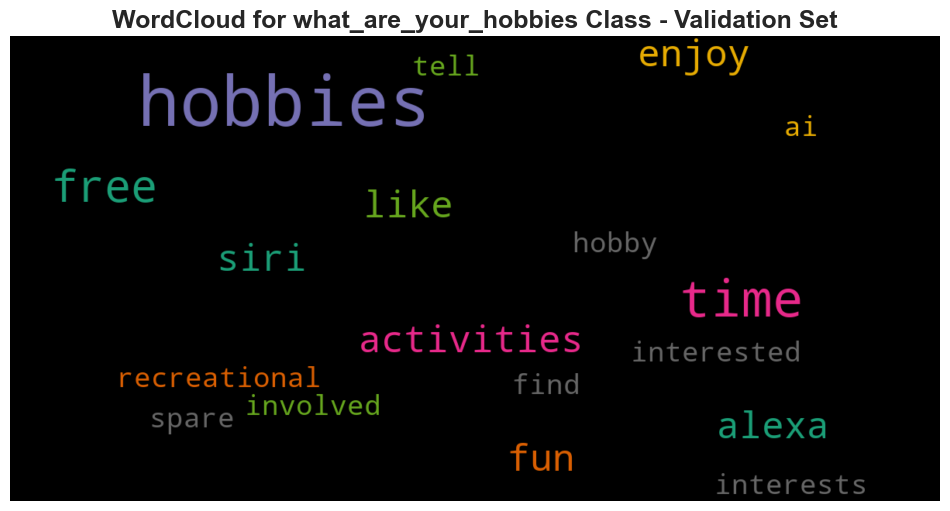 WordCloud for what_are_your_hobbies Class - Validation Set
enjoy
tell
hobbies
ai
free
like
hobby
siri
time
activities
interested
recreational
find
involved
spare
alexa
fun
interests